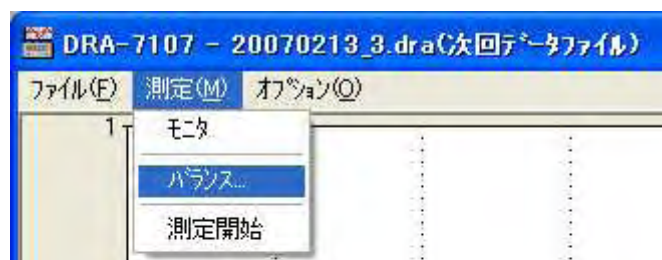 DRA-7107 - 20070213_3.dra(次回ﾃﾞｰﾀﾌｧｲﾙ)
ﾌｧｲﾙ(F) 測定(M) ｵﾌﾟｼｮﾝ(O)
1
ﾓﾆﾀ
ﾊﾞﾗﾝｽ...
測定開始